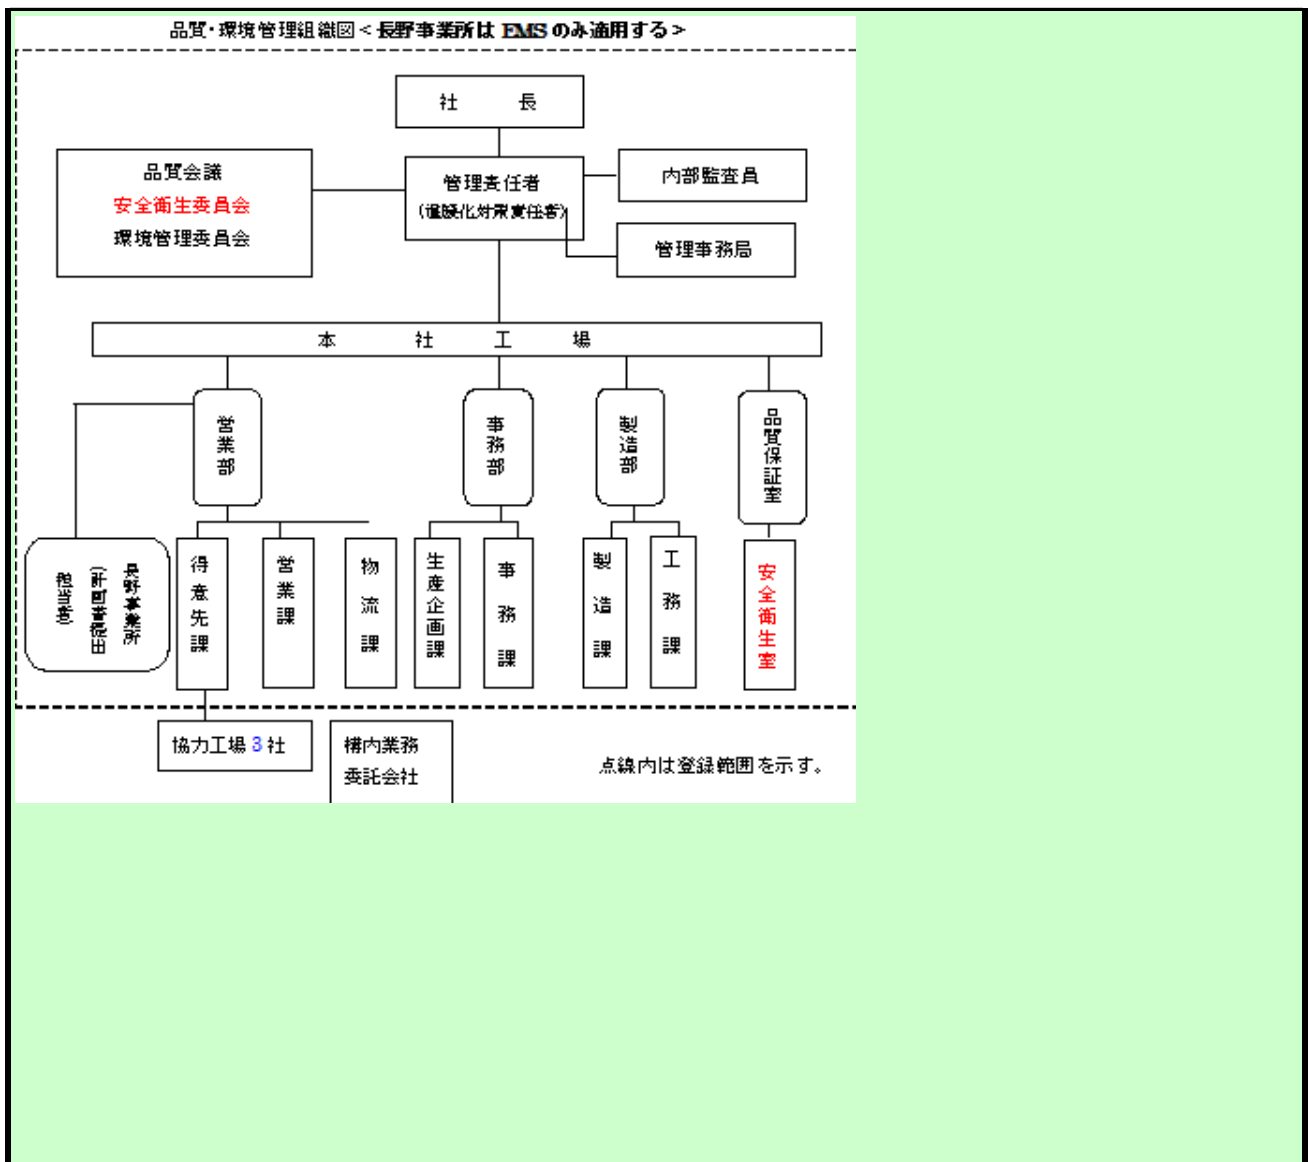 品質・環境管理組織図<長野事業所は EMS のみ適用する>
社 長
品質会議
安全衛生委員会
環境管理委員会
管理責任者
(温暖化対策責任者)
内部監査員
管理事務局
本 社 工 場
営業部
事務部
製造部
品質保証室
長野事業所
(計画書提出
得意先課
営業課
物流課
生産企画課
事務課
製造課
工務課
安全衛生室
協力工場3社
構内業務
委託会社
点線内は登録範囲を示す。